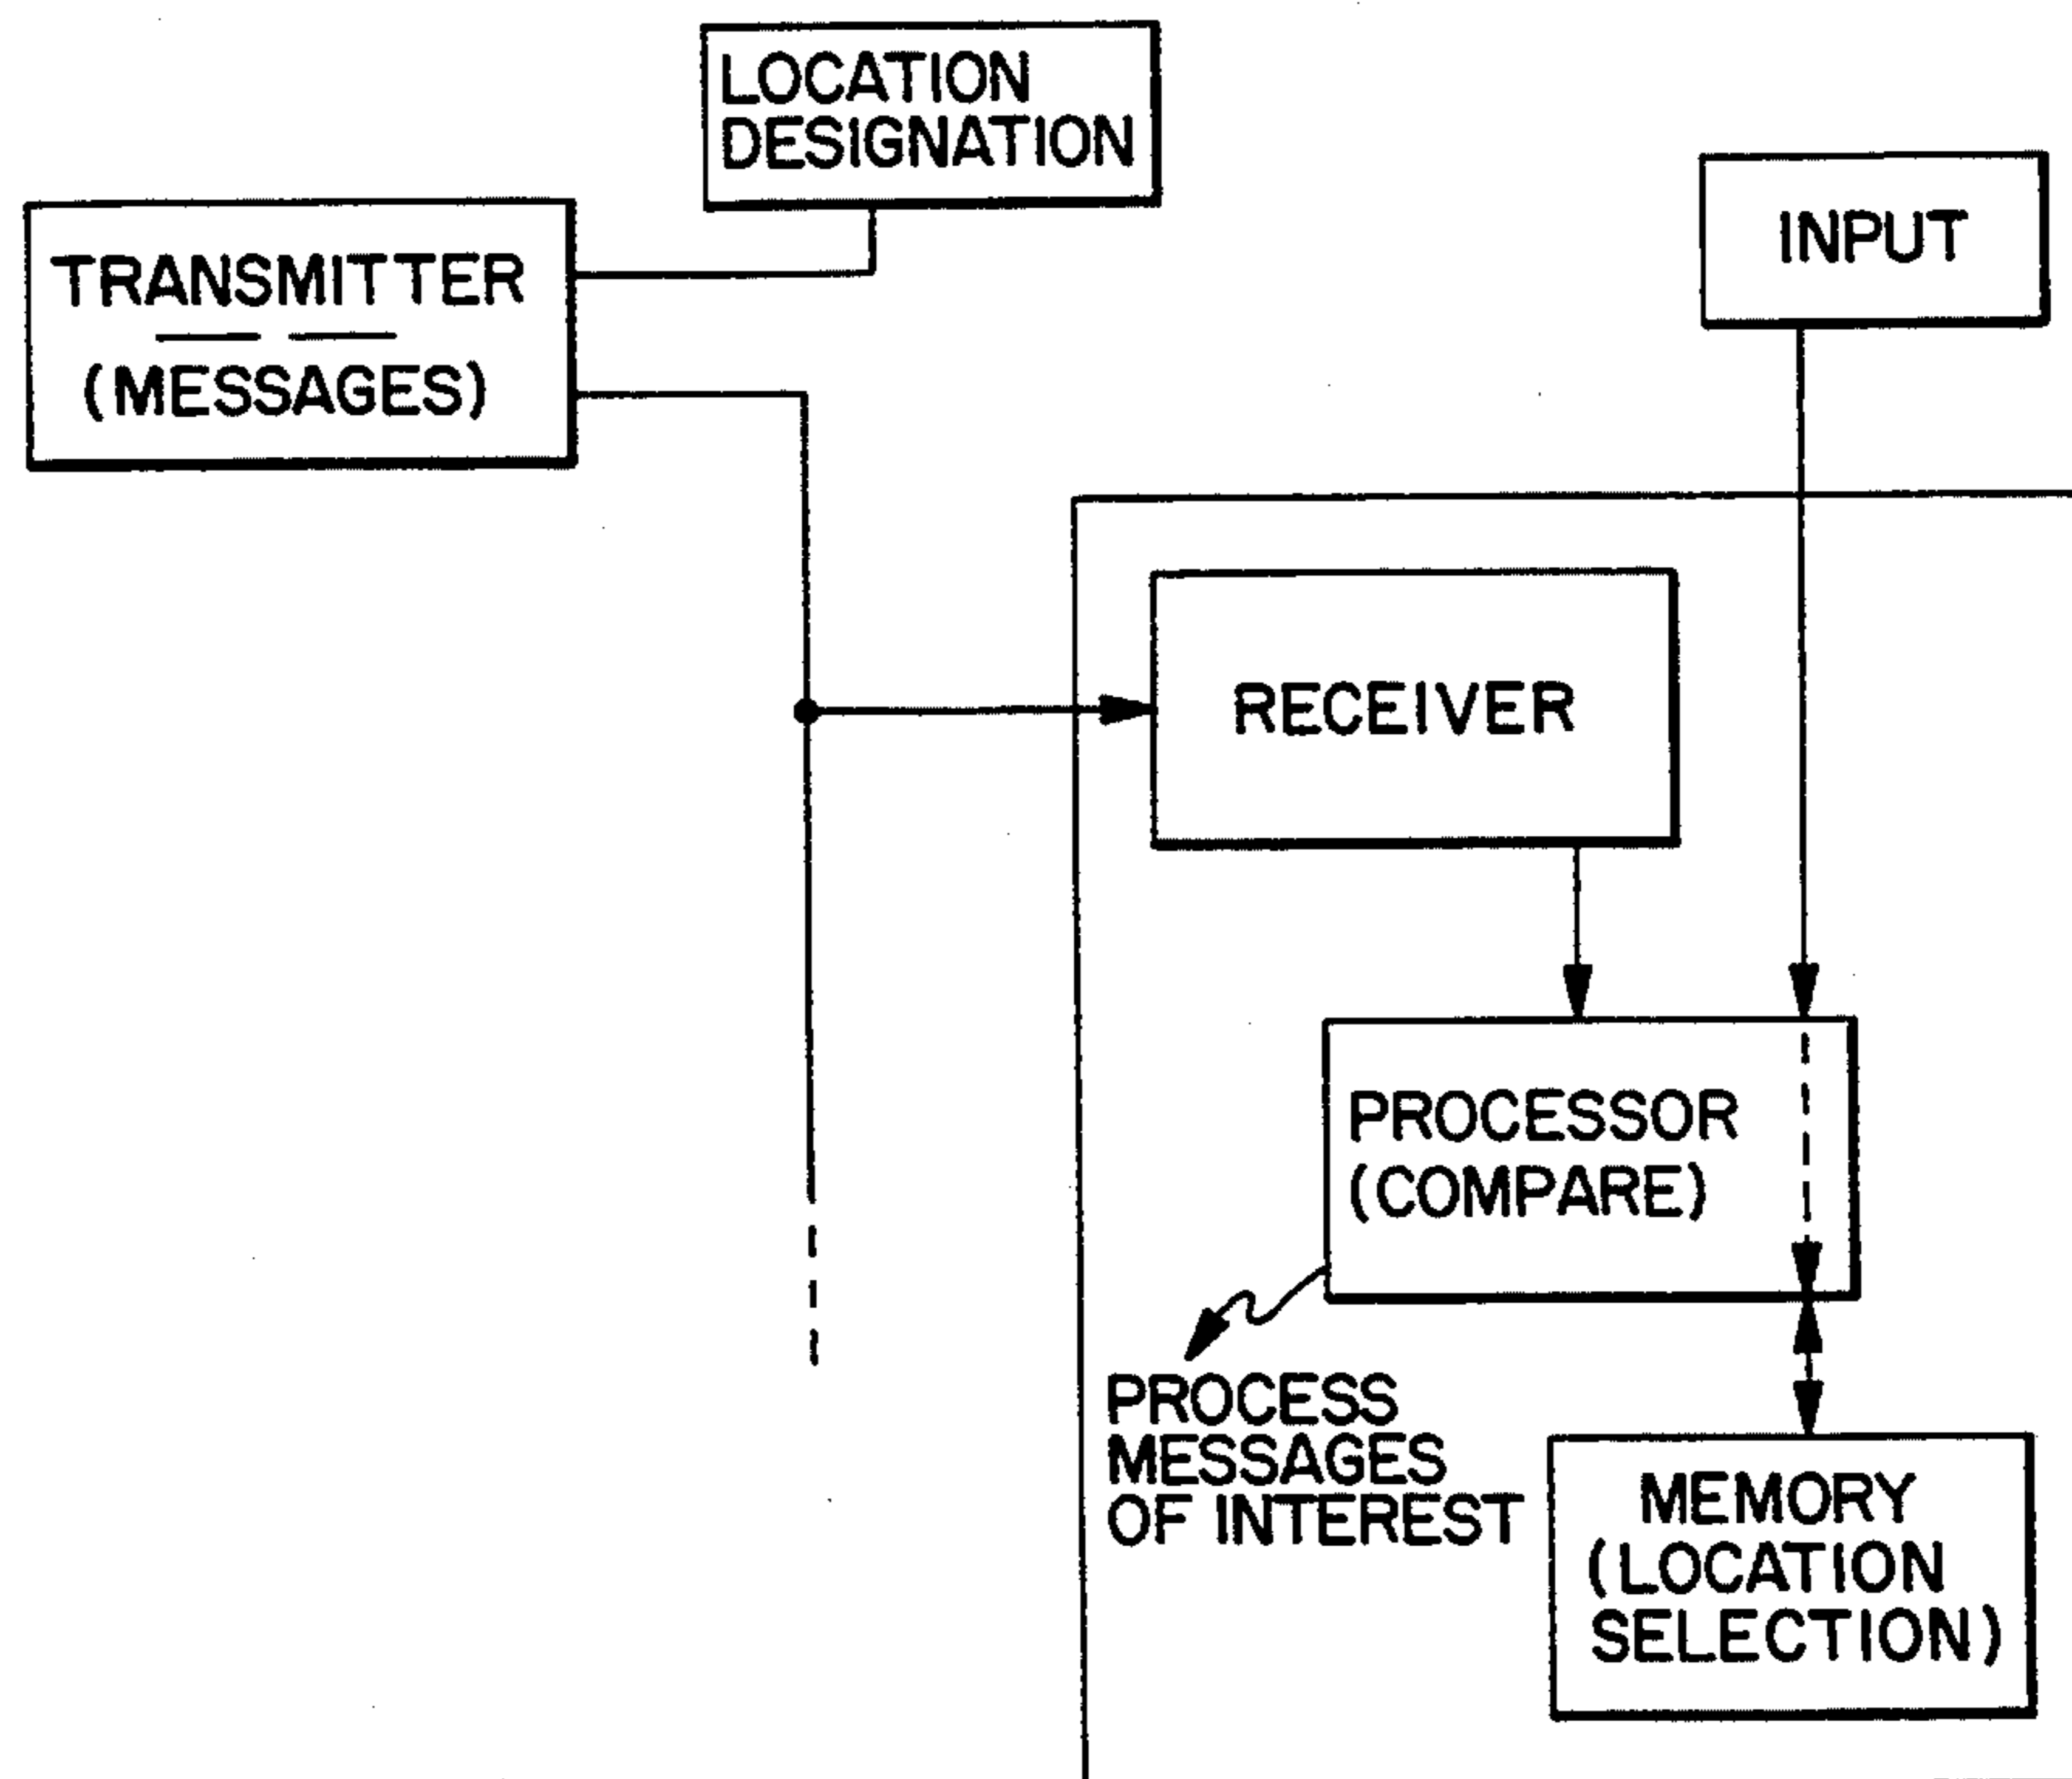 LOCATION
DESIGNATION
TRANSMITTER
(MESSAGES)
INPUT
RECEIVER
PROCESSOR
(COMPARE)
PROCESS
MESSAGES
OF INTEREST
MEMORY
(LOCATION
SELECTION)